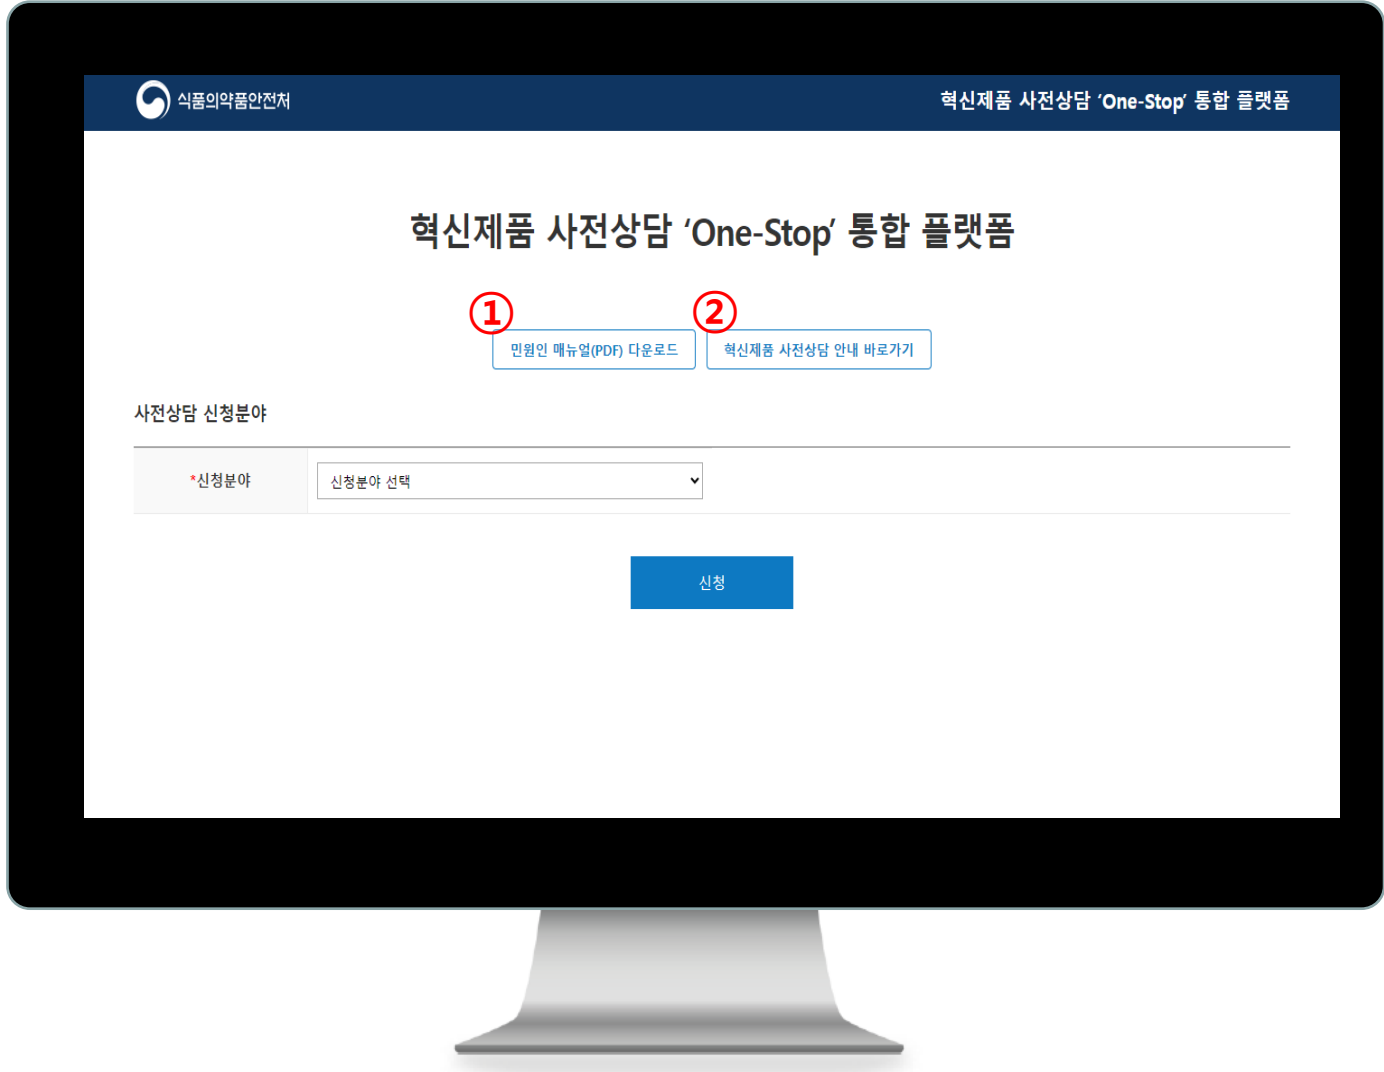 식품의약품안전처
혁신제품 사전상담 ‘One-Stop’ 통합 플랫폼
혁신제품 사전상담 ‘One-Stop’ 통합 플랫폼
① ②
민원인 매뉴얼(PDF) 다운로드 혁신제품 사전상담 안내 바로가기
사전상담 신청분야
*신청분야 신청분야 선택
신청